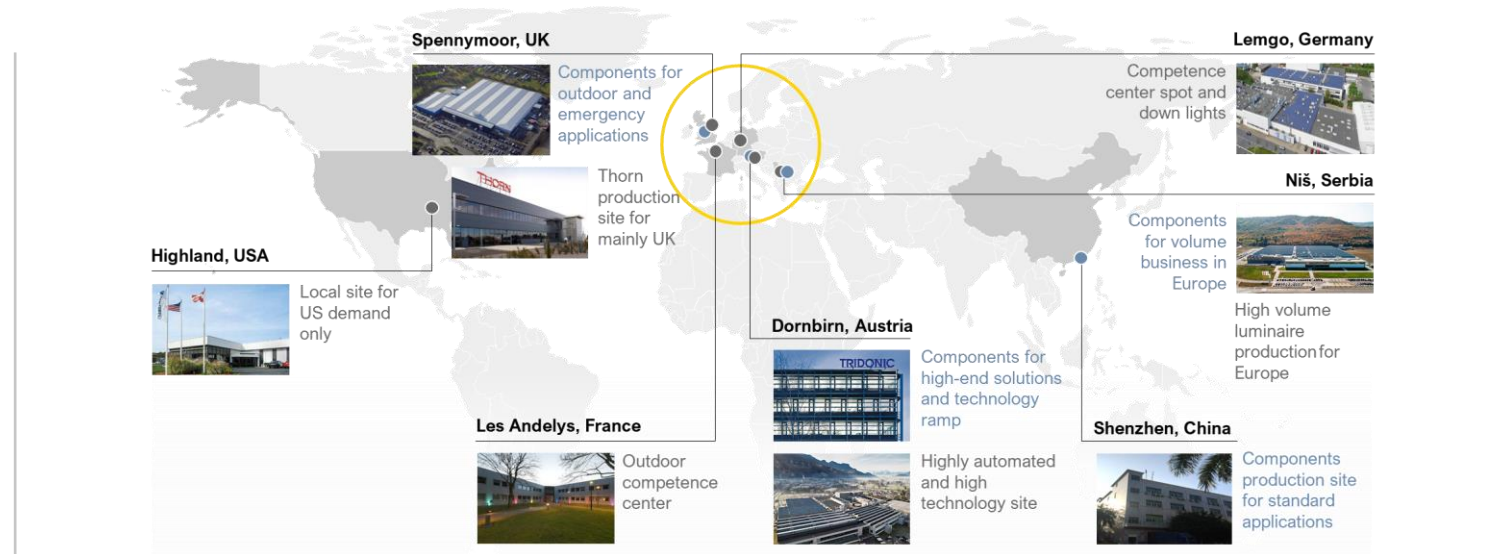 Spennymoor, UK
Components for
outdoor and
emergency
applications
THORN
Thorn
production
site for
mainly UK
Lemgo, Germany
Competence
center spot and
down lights
Niš, Serbia
Components
for volume
business in
Europe
High volume
luminaire
production for
Europe
Highland, USA
Local site for
US demand
only
Dornbirn, Austria
TRIDONIC
Components for
high-end solutions
and technology
ramp
Highly automated
and high
technology site
Les Andelys, France
Outdoor
competence
center
Shenzhen, China
Components
production site
for standard
applications